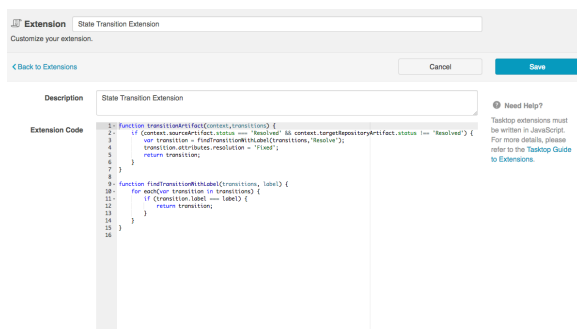 Extension State Transition Extension
Customize your extension.
Back to Extensions
Cancel
Save
Description
State Transition Extension
Need Help?
Tasktop extensions must
be written in JavaScript.
For more details, please
refer to the Tasktop Guide
to Extensions.
Extension Code
1 function transitionArtifact(context,transitions) {
2 if (context.sourceArtifact.status === 'Resolved' && context.targetRepositoryArtifact.status !== 'Resolved') {
3 var transition = findTransitionWithLabel(transitions,'Resolve');
4 transition.attributes.resolution = 'Fixed';
5 return transition;
6 }
7 }
8
9 function findTransitionWithLabel(transitions, label) {
10 for each(var transition in transitions) {
11 if (transition.label === label) {
12 return transition;
13 }
14 }
15 }
16